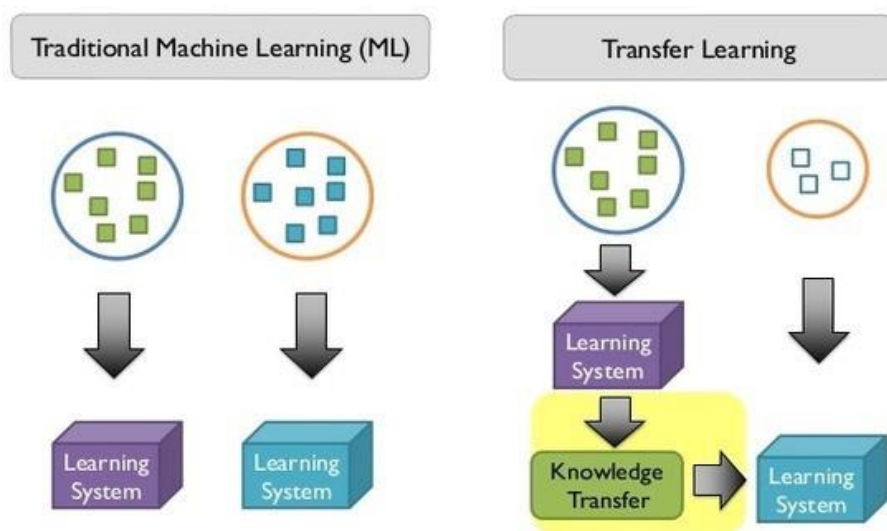 Traditional Machine Learning (ML)
Transfer Learning
Learning
System
Learning
System
Learning
System
Knowledge
Transfer
Learning
System